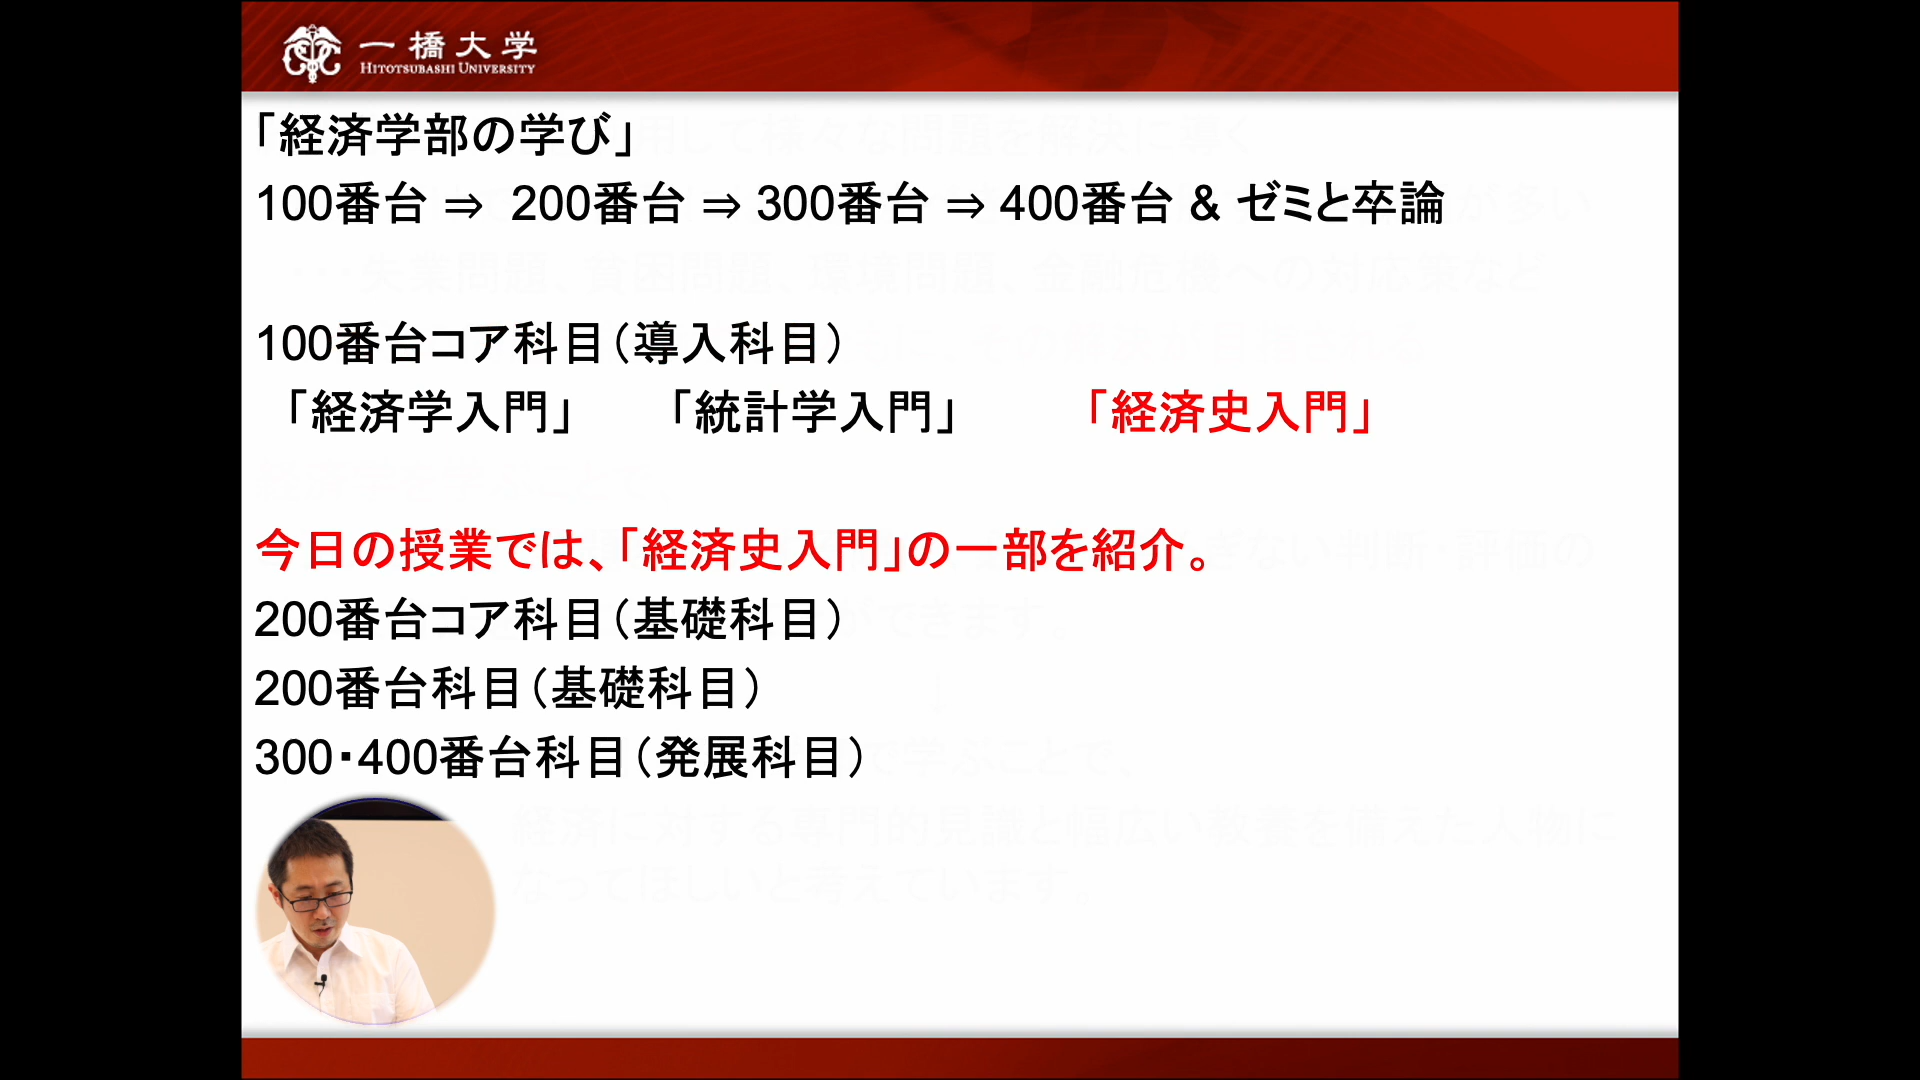 一橋大学
HITOTSUBASHI UNIVERSITY
「経済学部の学び」
100番台 ⇒ 200番台 ⇒ 300番台 ⇒ 400番台 & ゼミと卒論
100番台コア科目(導入科目)
「経済学入門」 「統計学入門」 「経済史入門」
今日の授業では、「経済史入門」の一部を紹介。
200番台コア科目(基礎科目)
200番台科目(基礎科目)
300・400番台科目(発展科目)